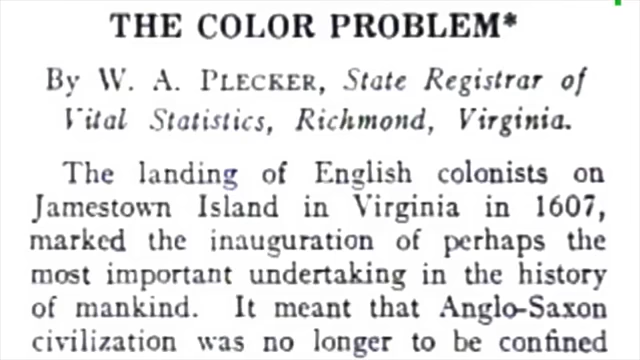 THE COLOR PROBLEM*
By W. A. PLECKER, State Registrar of
Vital Statistics, Richmond, Virginia.
The landing of English colonists on
Jamestown Island in Virginia in 1607,
marked the inauguration of perhaps the
most important undertaking in the history
of mankind. It meant that Anglo-Saxon
civilization was no longer to be confined